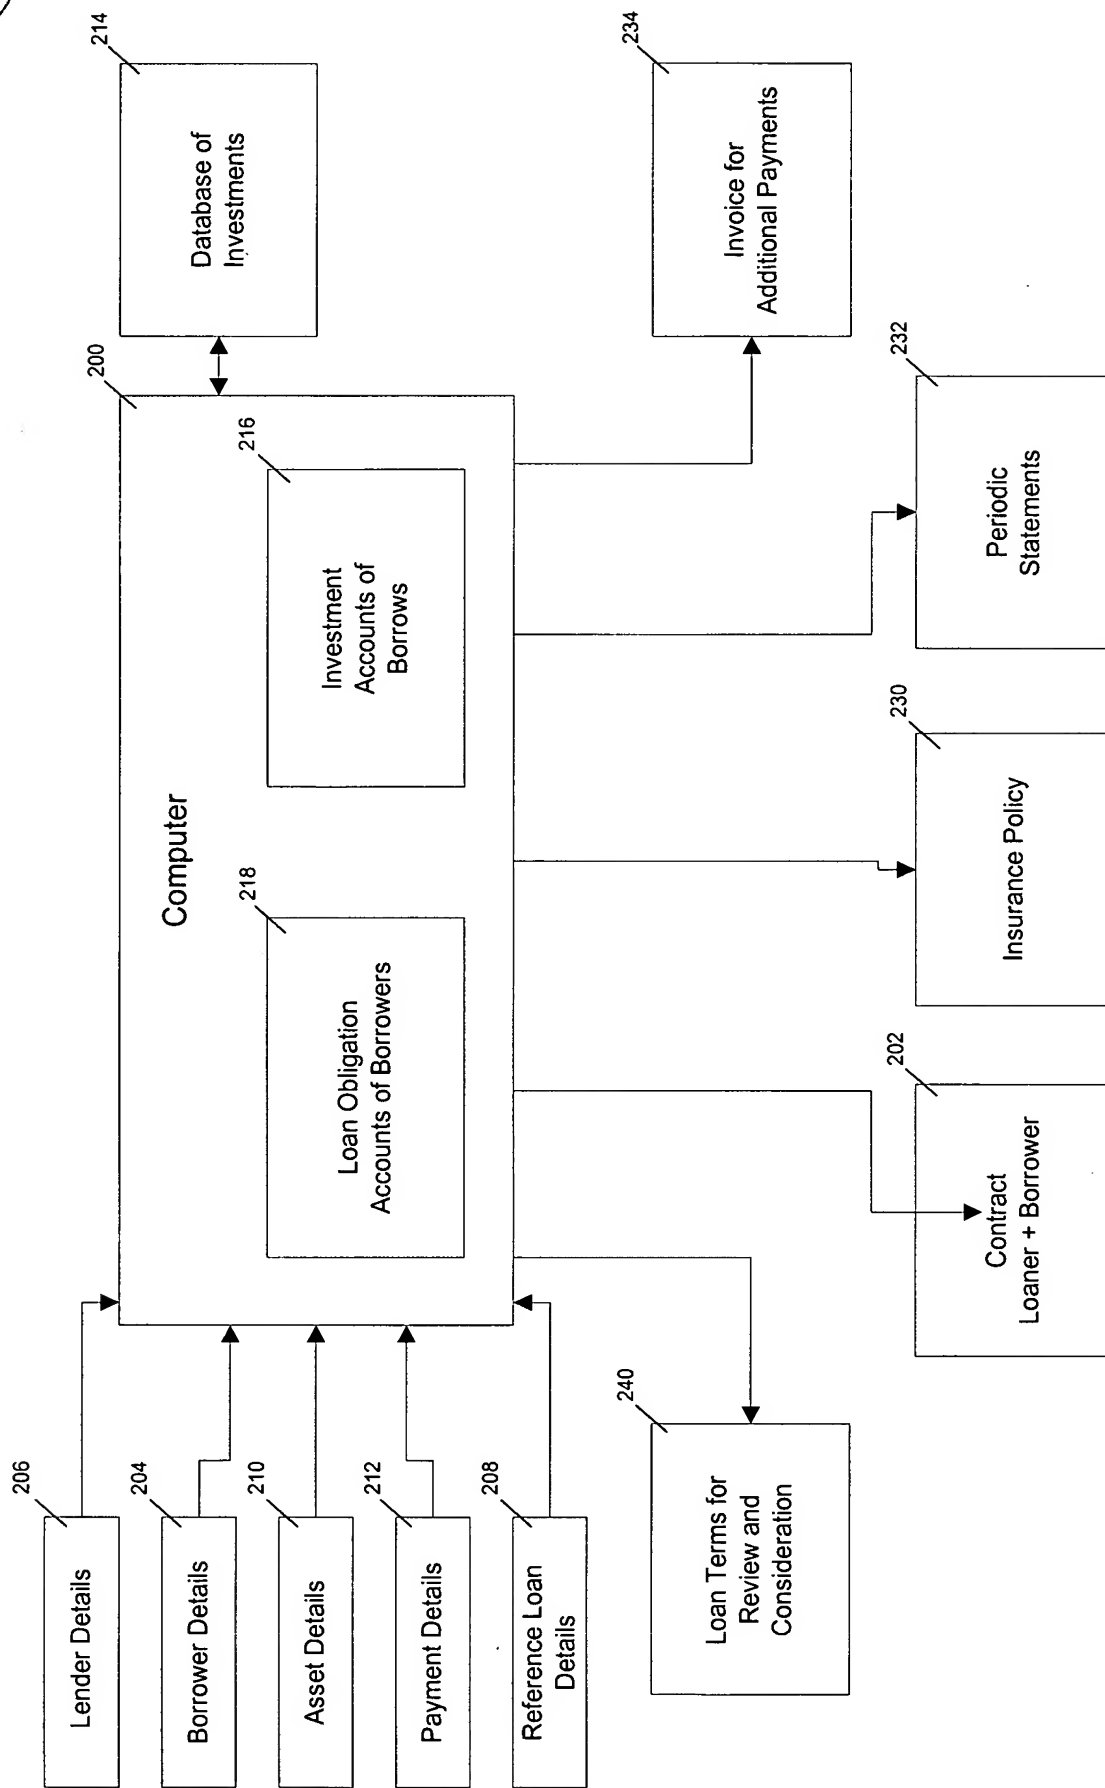 206
Lender Details
204
Borrower Details
210
Asset Details
212
Payment Details
208
Reference Loan
Details
200
Computer
218
Loan Obligation
Accounts of Borrowers
216
Investment
Accounts of
Borrows
214
Database of
Investments
240
Loan Terms for
Review and
Consideration
202
Contract
Loaner + Borrower
230
Insurance Policy
232
Periodic
Statements
234
Invoice for
Additional Payments